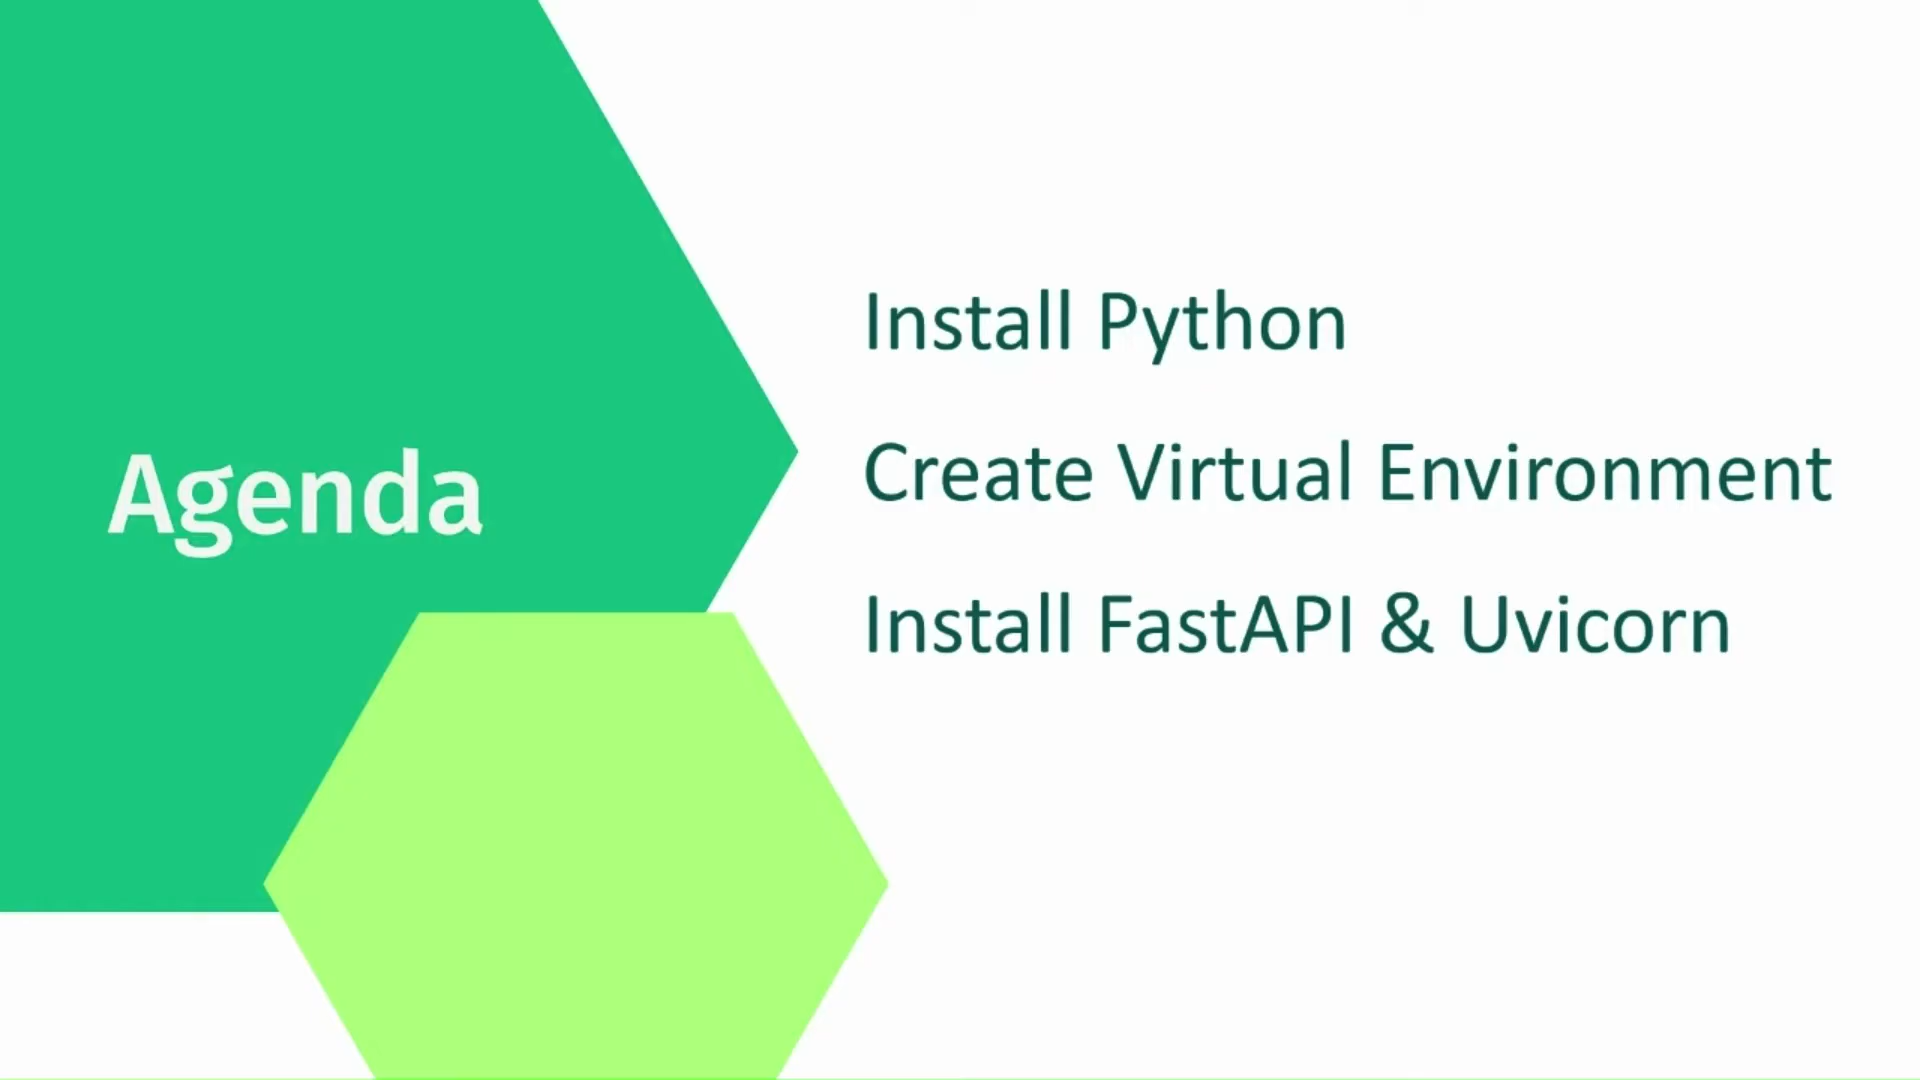 Agenda
Install Python
Create Virtual Environment
Install FastAPI & Uvicorn